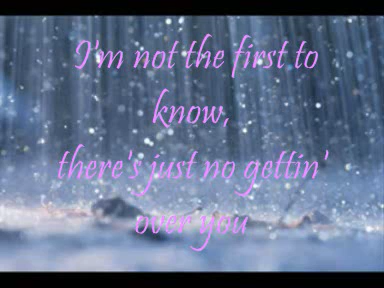 I'm not the first to
know,
there's just no gettin'
over you